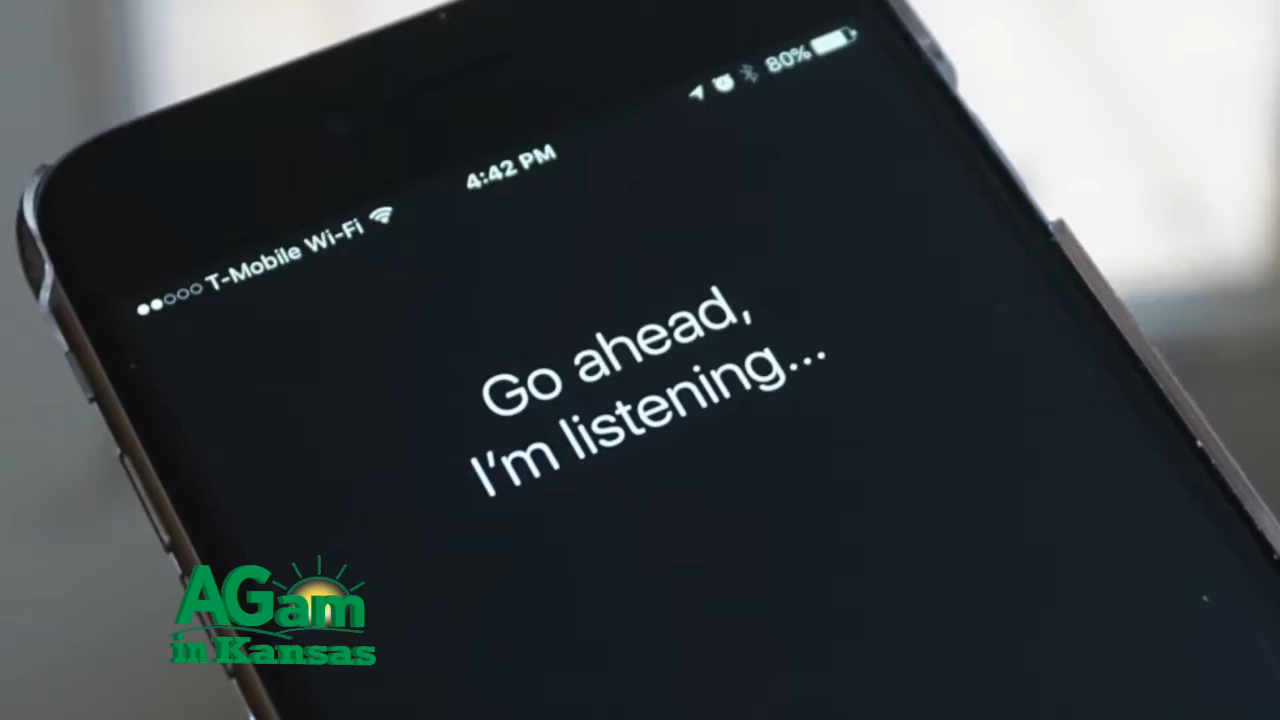 T-Mobile Wi-Fi
4:42 PM
80%
Go ahead,
I'm listening...
AGam
in Kansas